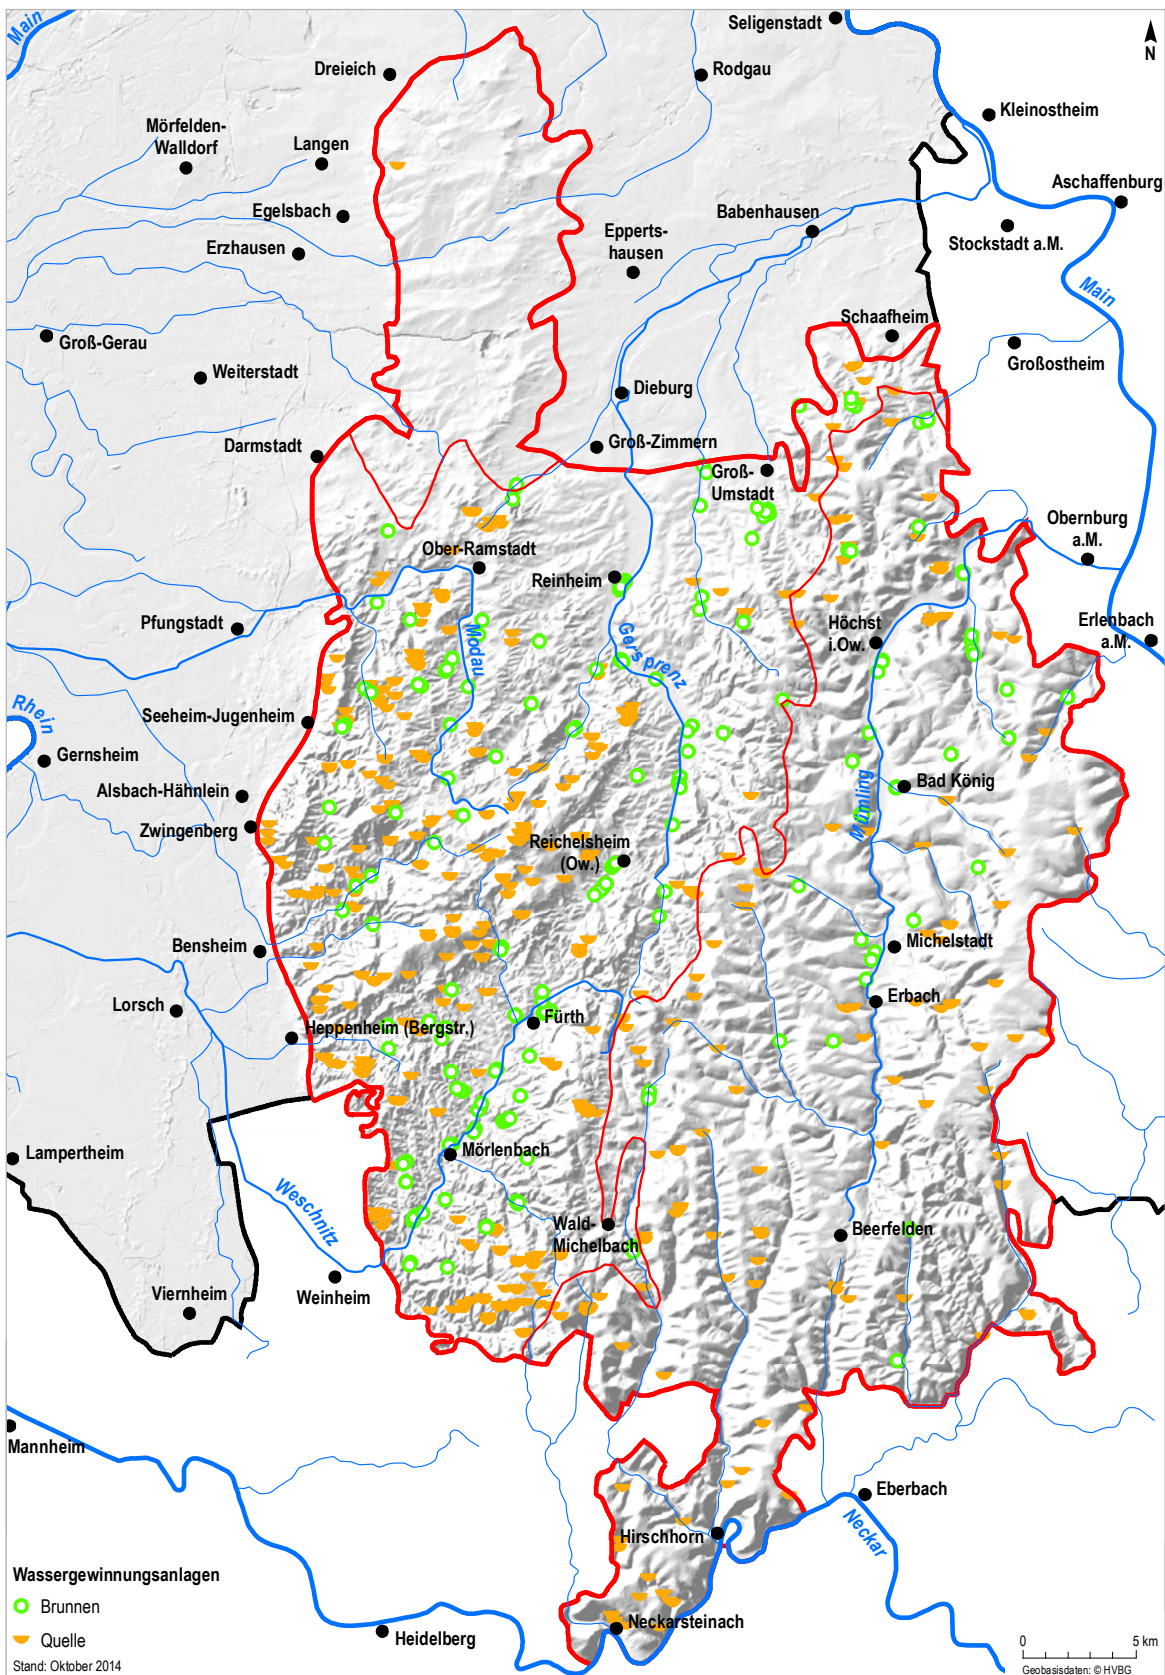 Main
Seligenstadt
N
Dreieich
Rodgau
Kleinostheim
Mörfelden-
Walldorf
Langen
Aschaffenburg
Egelsbach
Babenhausen
Stockstadt a.M.
Erzhausen
Epperts-
hausen
Main
Schaafheim
Groß-Gerau
Großostheim
Weiterstadt
Dieburg
Darmstadt
Groß-Zimmern
Groß-
Umstadt
Obernburg
a.M.
Ober-Ramstadt
Reinheim
Pfungstadt
Modau
Gersprenz
Höchst
i.Ow.
Erlenbach
a.M.
Rhein
Seeheim-Jugenheim
Gernsheim
Alsbach-Hähnlein
Bad König
Mümling
Zwingenberg
Reichelsheim
(Ow.)
Bensheim
Michelstadt
Lorsch
Erbach
Fürth
Heppenheim (Bergstr.)
Lampertheim
Mörlenbach
Weschnitz
Wald-
Michelbach
Beerfelden
Viernheim
Weinheim
Mannheim
Eberbach
Neckar
Hirschhorn
Wassergewinnungsanlagen
Brunnen
Quelle
Stand: Oktober 2014
Heidelberg
Neckarsteinach
0 5 km
Geobasisdaten: © HVBG